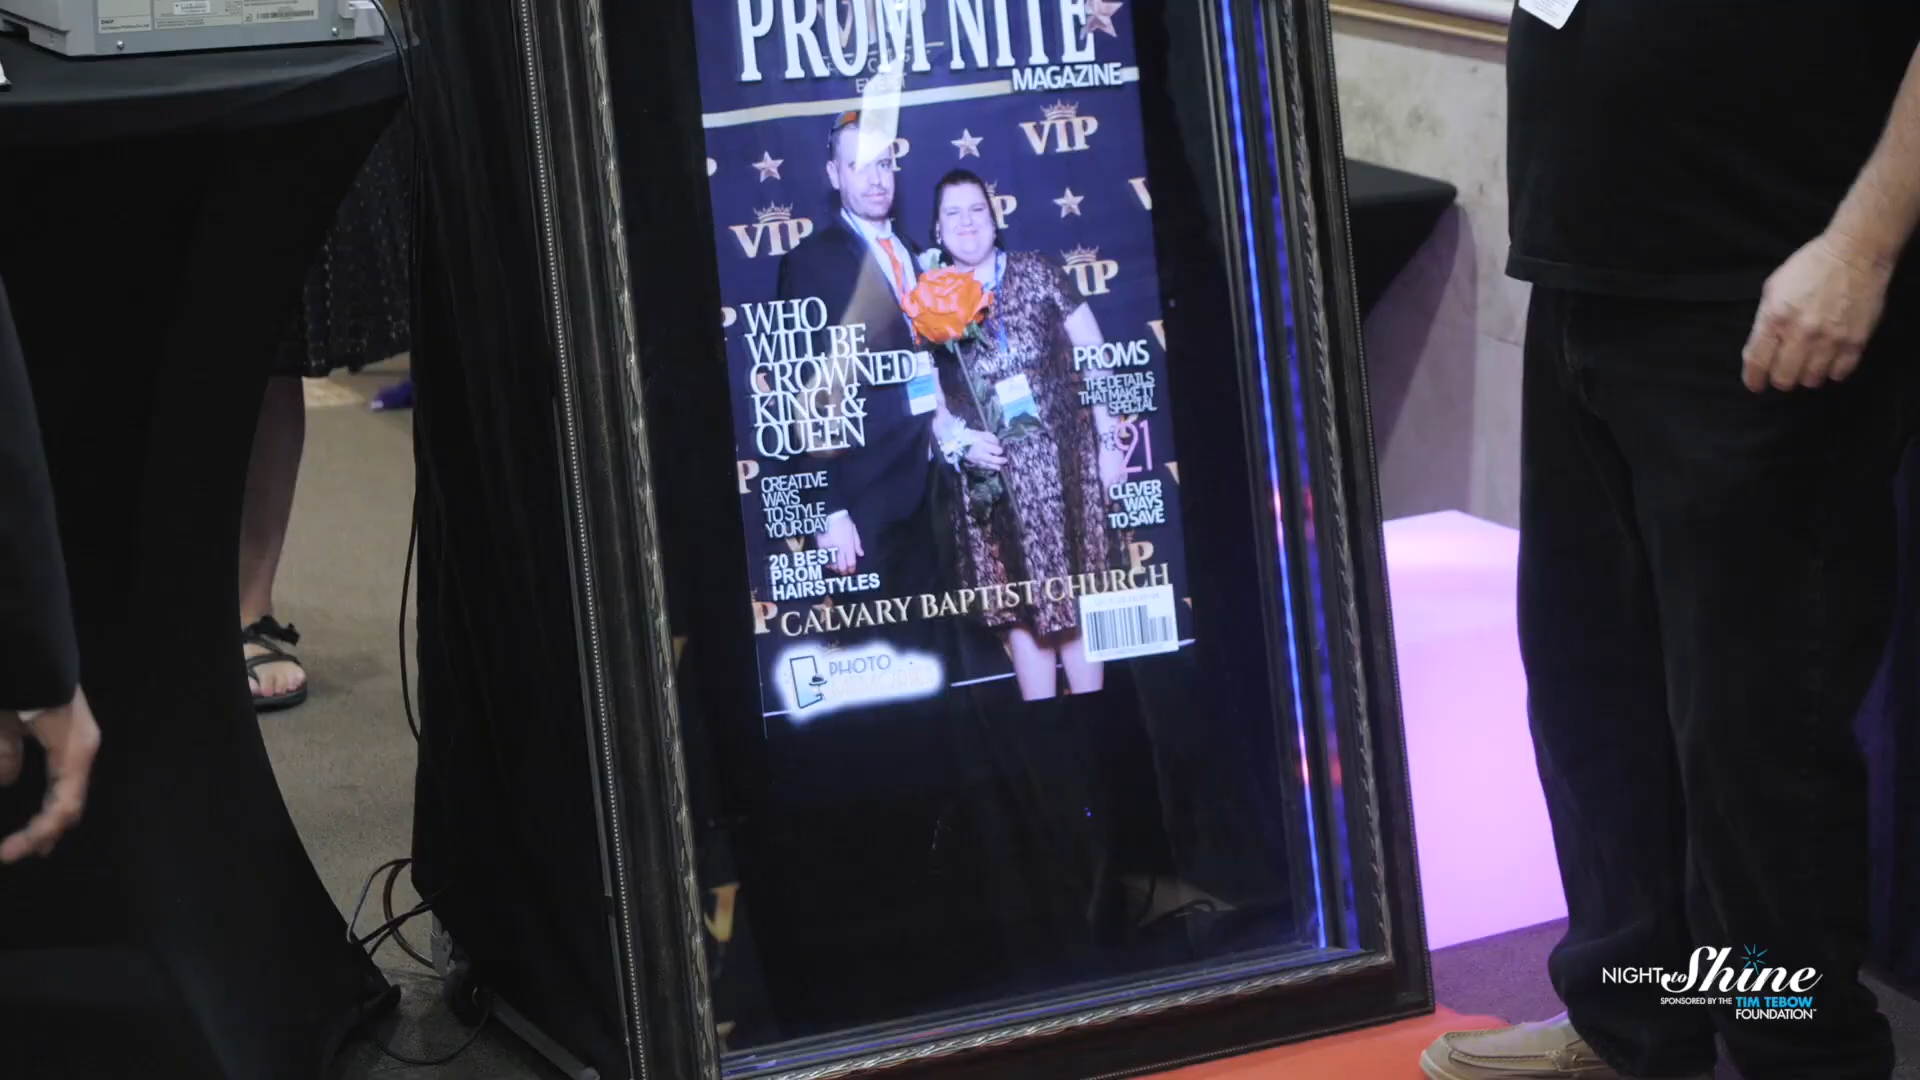 PROM NITE
MAGAZINE
VIP
VIP
VIP
WHO
WILL BE
CROWNED
KING &
QUEEN
PROMS
THE DETAILS
THAT MAKE IT
SPECIAL
21
CLEVER
WAYS
TO SAVE
CREATIVE
WAYS
TO STYLE
YOUR DAY
20 BEST
PROM
HAIRSTYLES
CALVARY BAPTIST CHURCH
PHOTO
NIGHT to Shine
SPONSORED BY THE TIM TEBOW
FOUNDATION